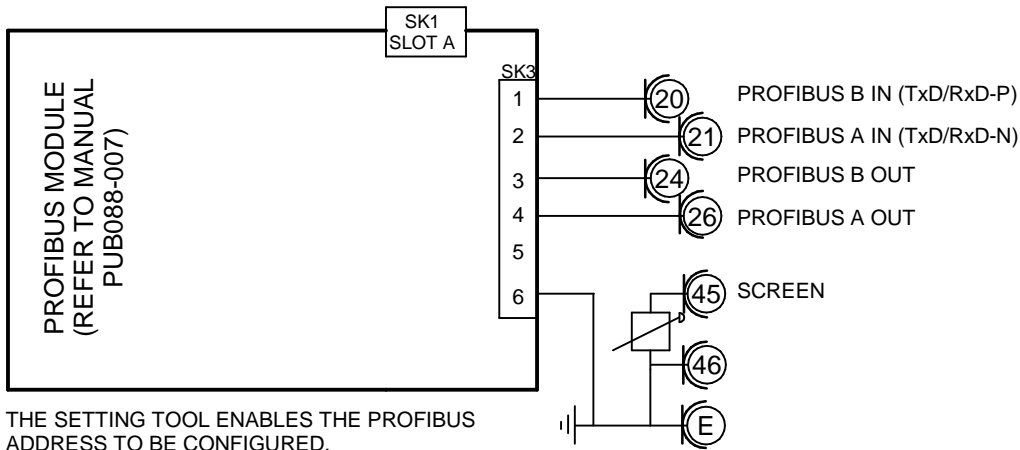 SK1
SLOT A
PROFIBUS MODULE
(REFER TO MANUAL
PUB088-007)
SK3
1
20
PROFIBUS B IN (TxD/RxD-P)
2
21
PROFIBUS A IN (TxD/RxD-N)
3
24
PROFIBUS B OUT
4
26
PROFIBUS A OUT
5
6
45
SCREEN
46
E
THE SETTING TOOL ENABLES THE PROFIBUS
ADDRESS TO BE CONFIGURED.